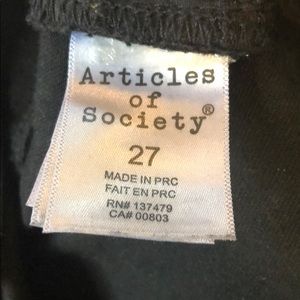 Articles
of
Society®
27
MADE IN PRC
FAIT EN PRC
RN# 137479
CA# 00803